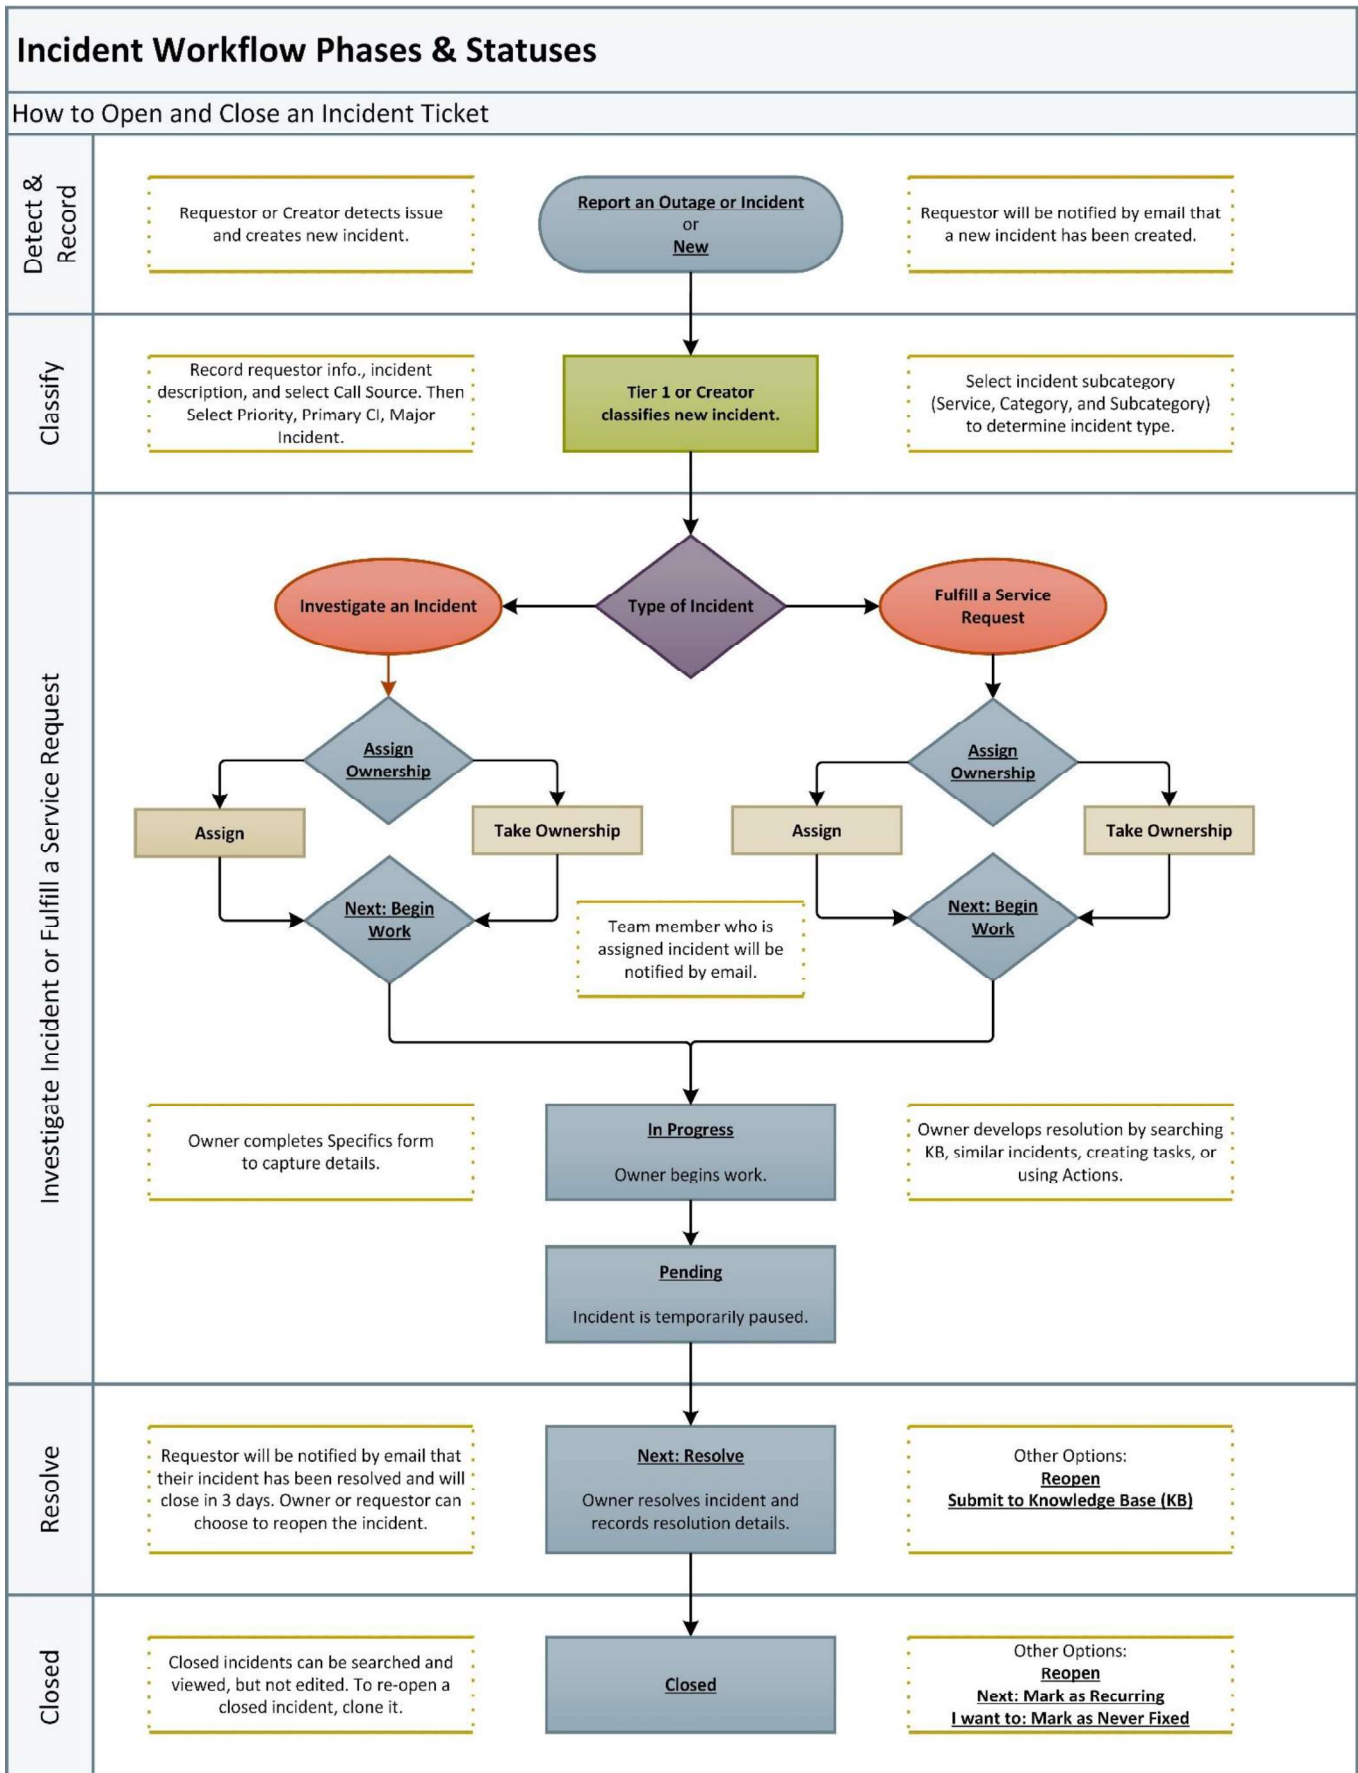 Incident Workflow Phases & Statuses
How to Open and Close an Incident Ticket
Detect &
Record
Requestor or Creator detects issue
and creates new incident.
Report an Outage or Incident
or
New
Requestor will be notified by email that
a new incident has been created.
Classify
Record requestor info., incident
description, and select Call Source. Then
Select Priority, Primary CI, Major
Incident.
Tier 1 or Creator
classifies new incident.
Select incident subcategory
(Service, Category, and Subcategory)
to determine incident type.
Investigate Incident or Fulfill a Service Request
Investigate an Incident
Type of Incident
Fulfill a Service
Request
Assign
Ownership
Assign
Take Ownership
Next: Begin
Work
Assign
Ownership
Assign
Take Ownership
Next: Begin
Work
Team member who is
assigned incident will be
notified by email.
Owner completes Specifics form
to capture details.
In Progress
Owner begins work.
Owner develops resolution by searching
KB, similar incidents, creating tasks, or
using Actions.
Pending
Incident is temporarily paused.
Resolve
Requestor will be notified by email that
their incident has been resolved and will
close in 3 days. Owner or requestor can
choose to reopen the incident.
Next: Resolve
Owner resolves incident and
records resolution details.
Other Options:
Reopen
Submit to Knowledge Base (KB)
Closed
Closed incidents can be searched and
viewed, but not edited. To re-open a
closed incident, clone it.
Closed
Other Options:
Reopen
Next: Mark as Recurring
I want to: Mark as Never Fixed